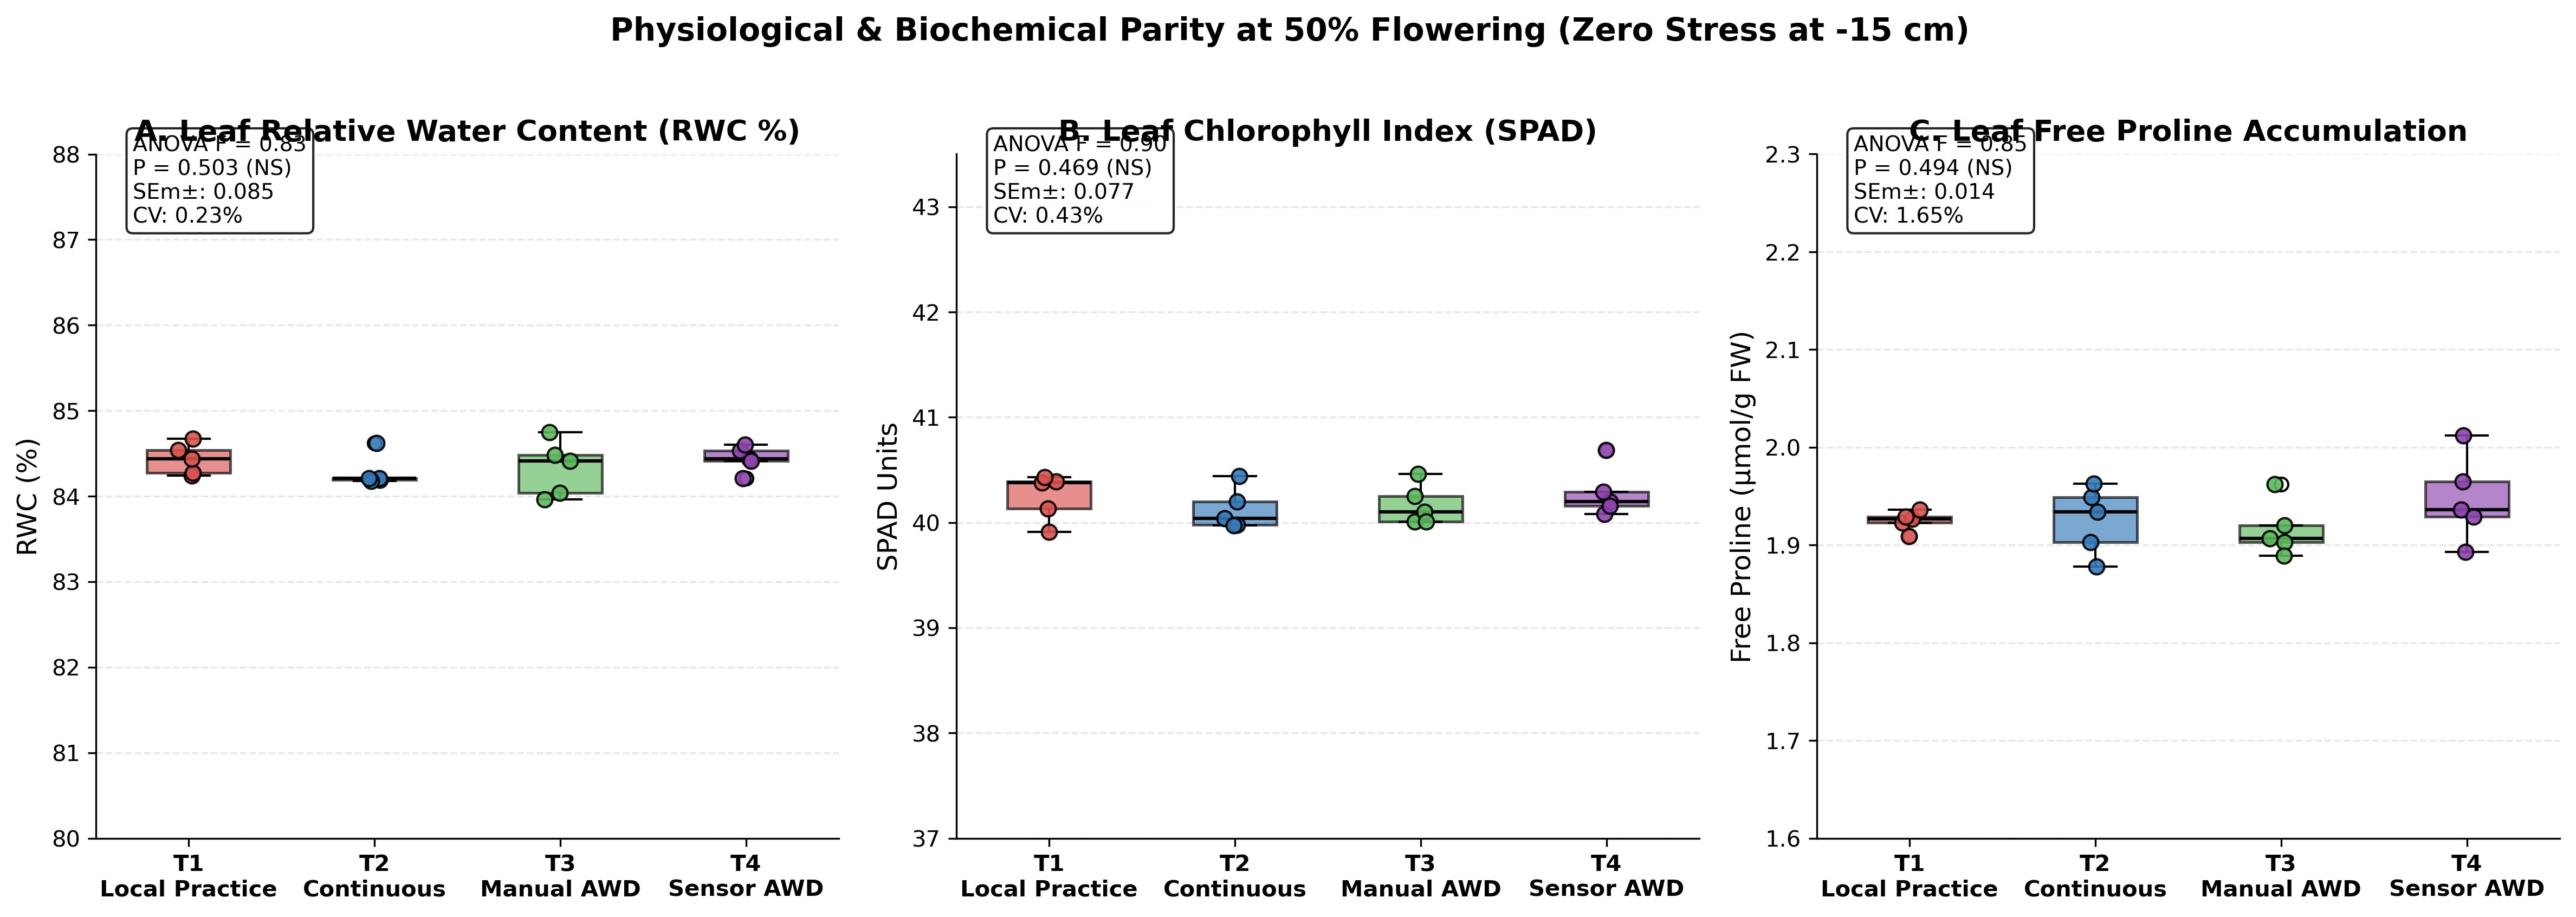 Physiological & Biochemical Parity at 50% Flowering (Zero Stress at -15 cm)
A. Leaf Relative Water Content (RWC %)
ANOVA F = 0.83
P = 0.503 (NS)
SEm±: 0.085
CV: 0.23%
RWC (%)
88
87
86
85
84
83
82
81
80
T1
Local Practice
T2
Continuous
T3
Manual AWD
T4
Sensor AWD
B. Leaf Chlorophyll Index (SPAD)
ANOVA F = 0.90
P = 0.469 (NS)
SEm±: 0.077
CV: 0.43%
SPAD Units
43
42
41
40
39
38
37
T1
Local Practice
T2
Continuous
T3
Manual AWD
T4
Sensor AWD
C. Leaf Free Proline Accumulation
ANOVA F = 0.85
P = 0.494 (NS)
SEm±: 0.014
CV: 1.65%
Free Proline (µmol/g FW)
2.3
2.2
2.1
2.0
1.9
1.8
1.7
1.6
T1
Local Practice
T2
Continuous
T3
Manual AWD
T4
Sensor AWD